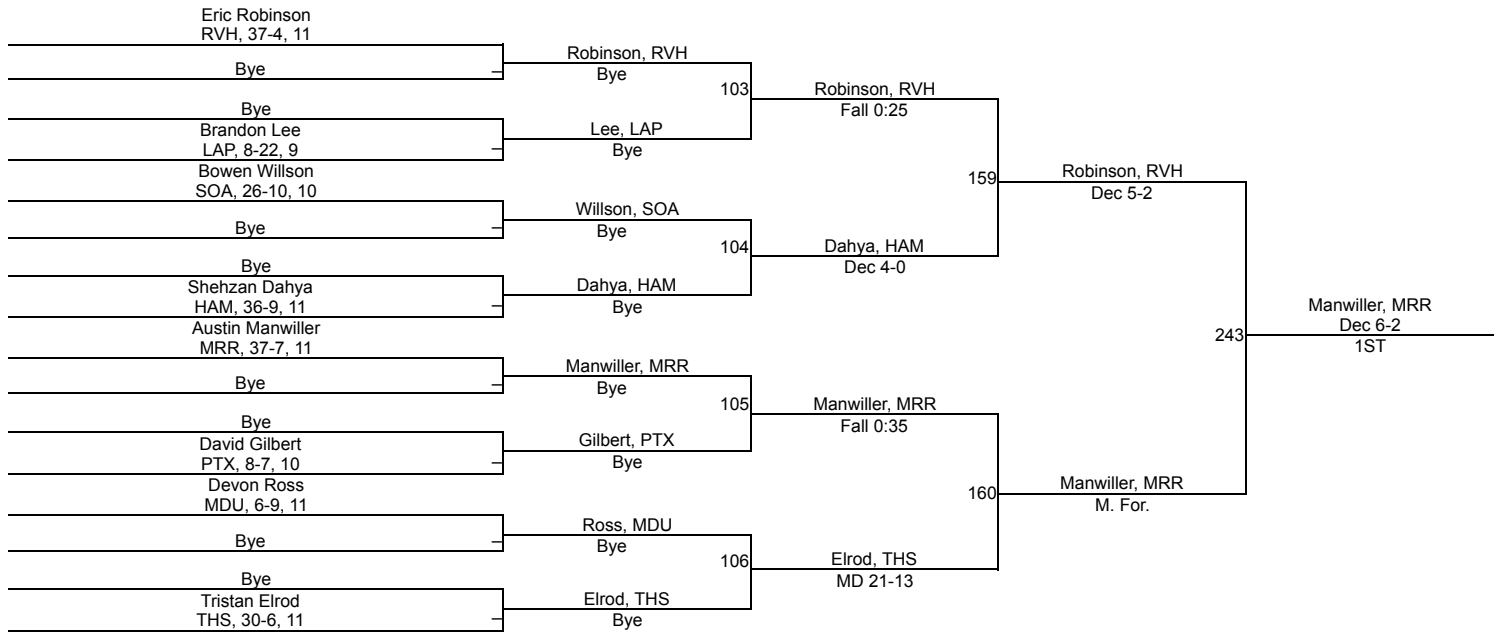 Eric Robinson
RVH, 37-4, 11
Bye
Bye
Brandon Lee
LAP, 8-22, 9
Bowen Willson
SOA, 26-10, 10
Bye
Bye
Shehzan Dahya
HAM, 36-9, 11
Austin Manwiller
MRR, 37-7, 11
Bye
Bye
David Gilbert
PTX, 8-7, 10
Devon Ross
MDU, 6-9, 11
Bye
Bye
Tristan Elrod
THS, 30-6, 11
Robinson, RVH
Bye
103
Lee, LAP
Bye
Willson, SOA
Bye
104
Dahya, HAM
Bye
Manwiller, MRR
Bye
105
Gilbert, PTX
Bye
Ross, MDU
Bye
106
Elrod, THS
Bye
Robinson, RVH
Fall 0:25
159
Dahya, HAM
Dec 4-0
Manwiller, MRR
Fall 0:35
160
Elrod, THS
MD 21-13
Robinson, RVH
Dec 5-2
243
Manwiller, MRR
M. For.
Manwiller, MRR
Dec 6-2
1ST